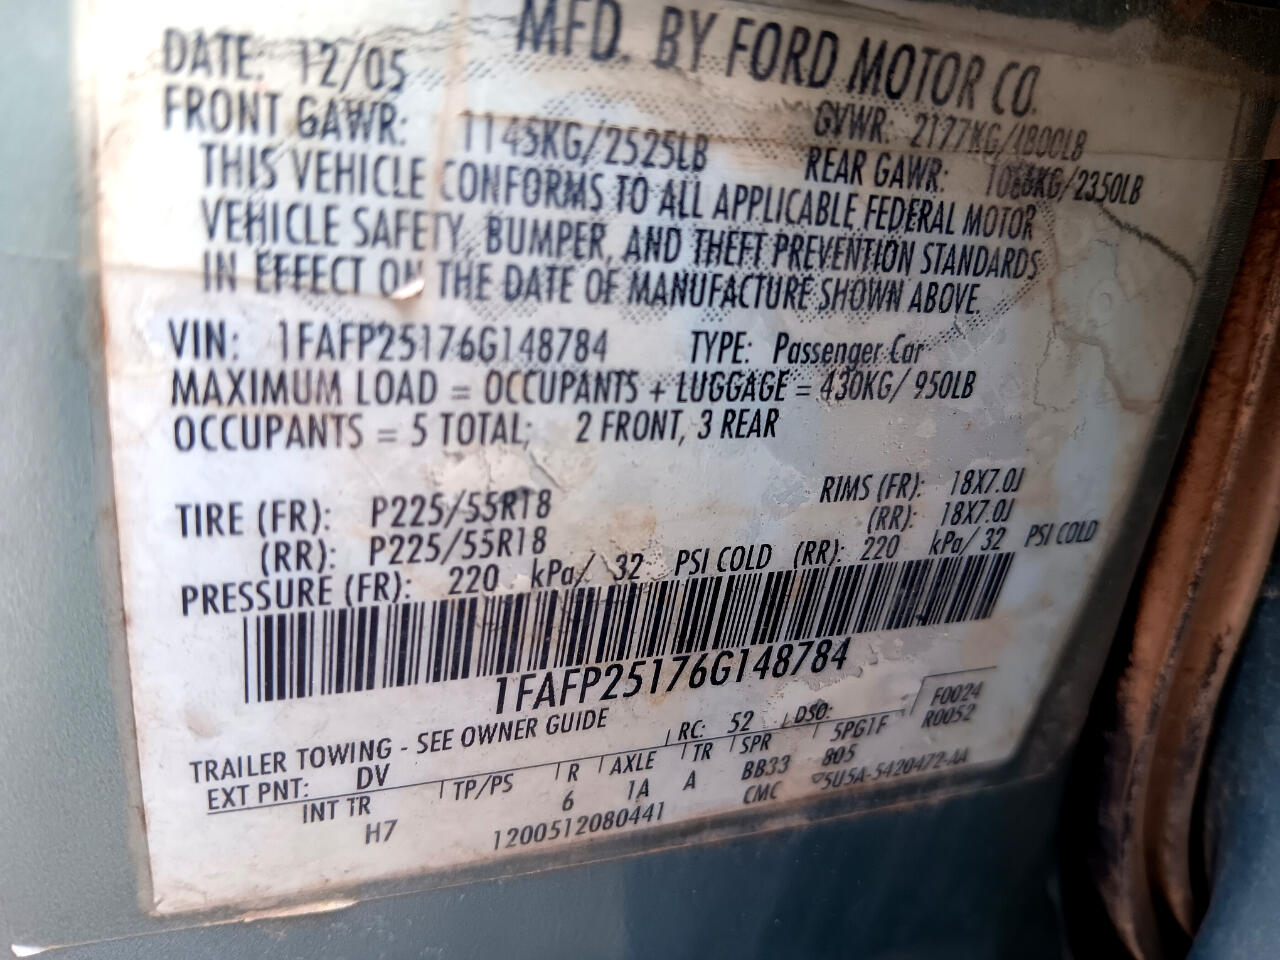 MFD. BY FORD MOTOR CO.
DATE: 12/05
GVWR: 2177KG/4800LB
FRONT GAWR: 1145KG/2525LB
REAR GAWR: 1066KG/2350LB
THIS VEHICLE CONFORMS TO ALL APPLICABLE FEDERAL MOTOR
VEHICLE SAFETY, BUMPER, AND THEFT PREVENTION STANDARDS
IN EFFECT ON THE DATE OF MANUFACTURE SHOWN ABOVE.
VIN: 1FAFP25176G148784 TYPE: Passenger Car
MAXIMUM LOAD = OCCUPANTS + LUGGAGE = 430KG/ 950LB
OCCUPANTS = 5 TOTAL; 2 FRONT, 3 REAR
TIRE (FR): P225/55R18 RIMS (FR): 18X7.0J
(RR): P225/55R18 (RR): 18X7.0J
PRESSURE (FR): 220 kPa/ 32 PSI COLD (RR): 220 kPa/ 32 PSI COLD
1FAFP25176G148784
TRAILER TOWING - SEE OWNER GUIDE
F0024
EXT PNT: DV RC: 52 DSO: R0052
INT TR TP/PS R AXLE TR SPR 5PG1F
H7 6 1A A BB33 805
1200512080441 CMC 5U5A-5420472-AA